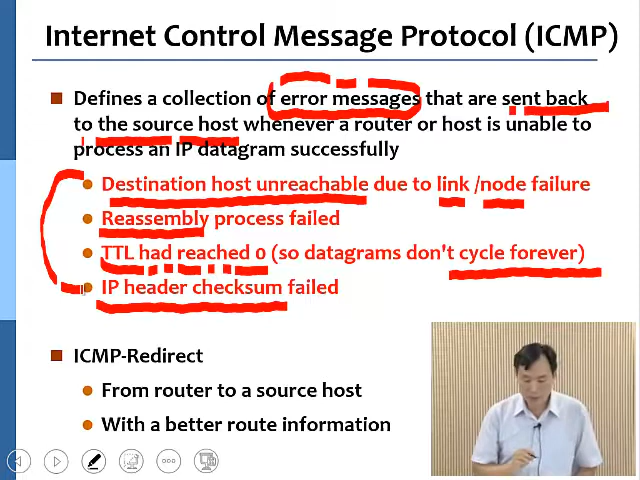 Internet Control Message Protocol (ICMP)
Defines a collection of error messages that are sent back
to the source host whenever a router or host is unable to
process an IP datagram successfully
Destination host unreachable due to link /node failure
Reassembly process failed
TTL had reached 0 (so datagrams don't cycle forever)
IP header checksum failed
ICMP-Redirect
From router to a source host
With a better route information